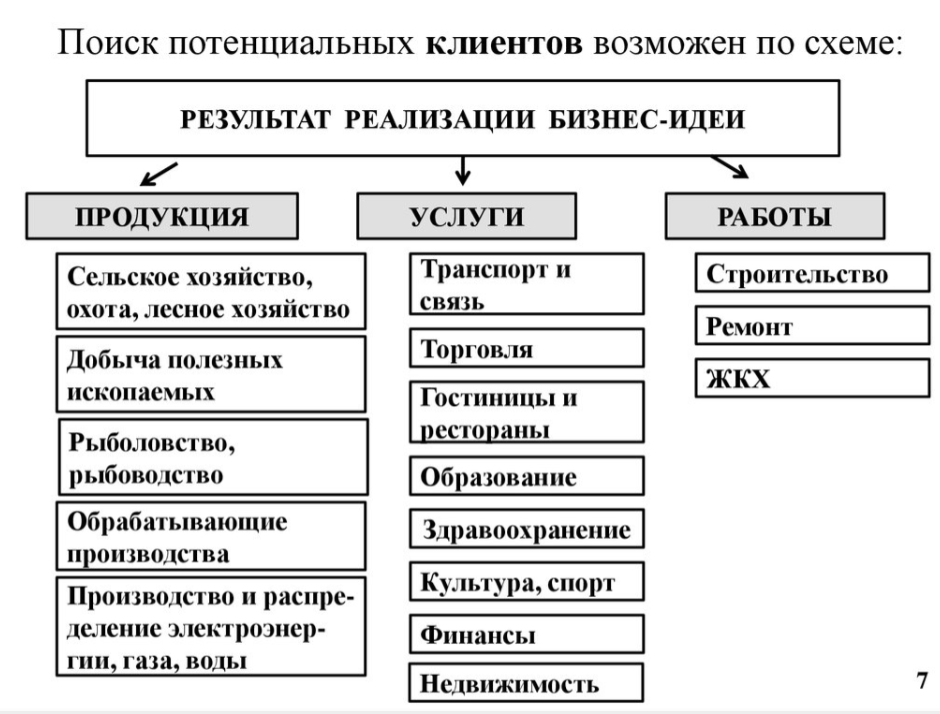 Поиск потенциальных клиентов возможен по схеме:
РЕЗУЛЬТАТ РЕАЛИЗАЦИИ БИЗНЕС-ИДЕИ
ПРОДУКЦИЯ
Сельское хозяйство,
охота, лесное хозяйство
Добыча полезных
ископаемых
Рыболовство,
рыбоводство
Обрабатывающие
производства
Производство и распре-
деление электроэнер-
гии, газа, воды
УСЛУГИ
Транспорт и
связь
Торговля
Гостиницы и
рестораны
Образование
Здравоохранение
Культура, спорт
Финансы
Недвижимость
РАБОТЫ
Строительство
Ремонт
ЖКХ
7